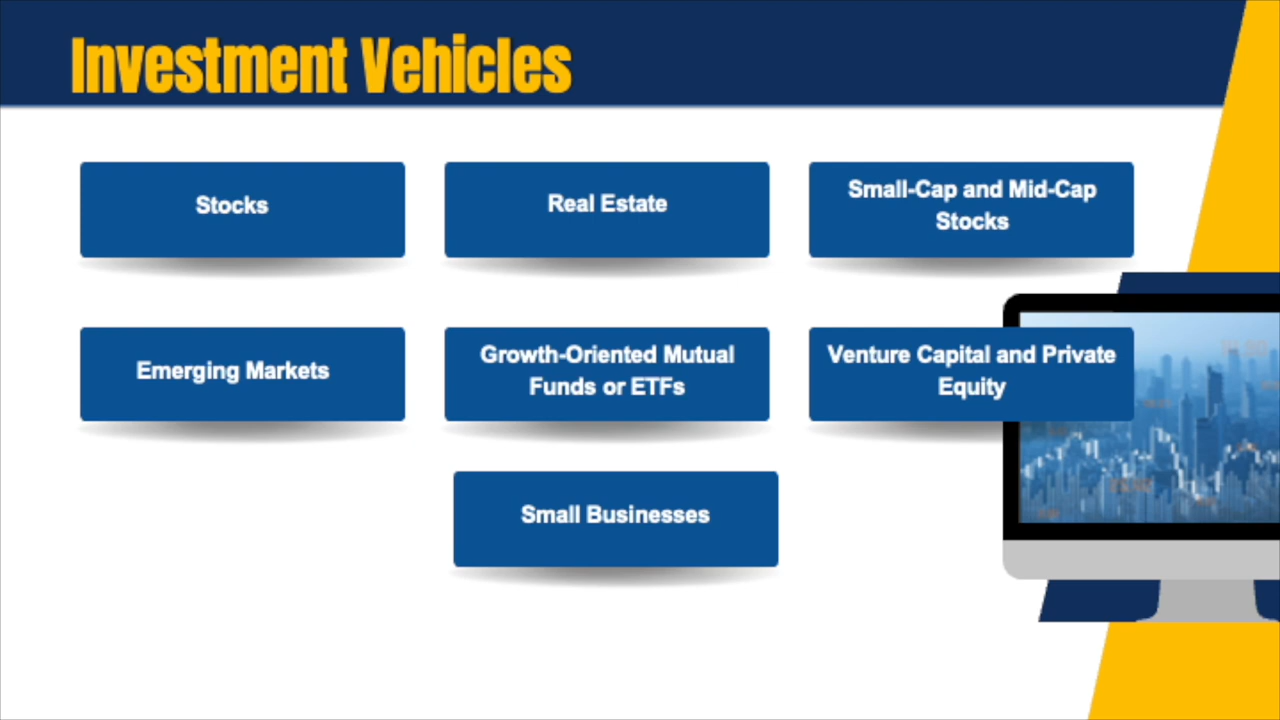 Investment Vehicles
Stocks
Real Estate
Small-Cap and Mid-Cap
Stocks
Emerging Markets
Growth-Oriented Mutual
Funds or ETFs
Venture Capital and Private
Equity
Small Businesses